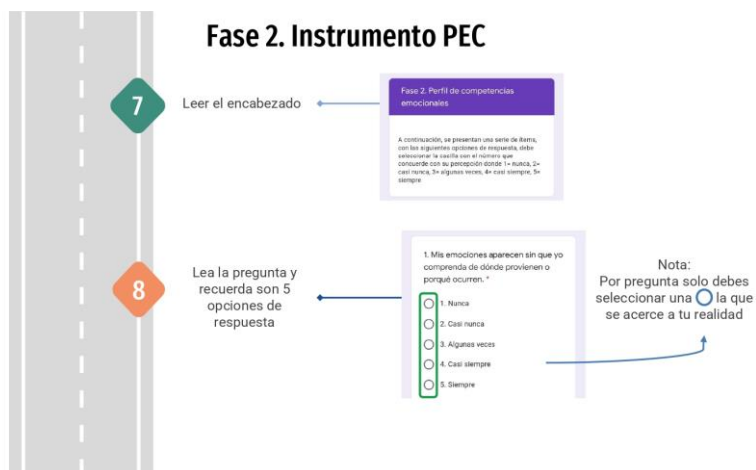 Fase 2. Instrumento PEC
7
Leer el encabezado
Fase 2. Perfil de competencias
emocionales
A continuación, se presentan una serie de ítems,
con las siguientes opciones de respuesta, debe
seleccionar la casilla con el número que
concuerde con su percepción donde 1= nunca, 2=
casi nunca, 3= algunas veces, 4= casi siempre, 5=
siempre
8
Lea la pregunta y
recuerda son 5
opciones de
respuesta
1. Mis emociones aparecen sin que yo
comprenda de dónde provienen o
porqué ocurren. *
1. Nunca
2. Casi nunca
3. Algunas veces
4. Casi siempre
5. Siempre
Nota:
Por pregunta solo debes
seleccionar una la que
se acerce a tu realidad